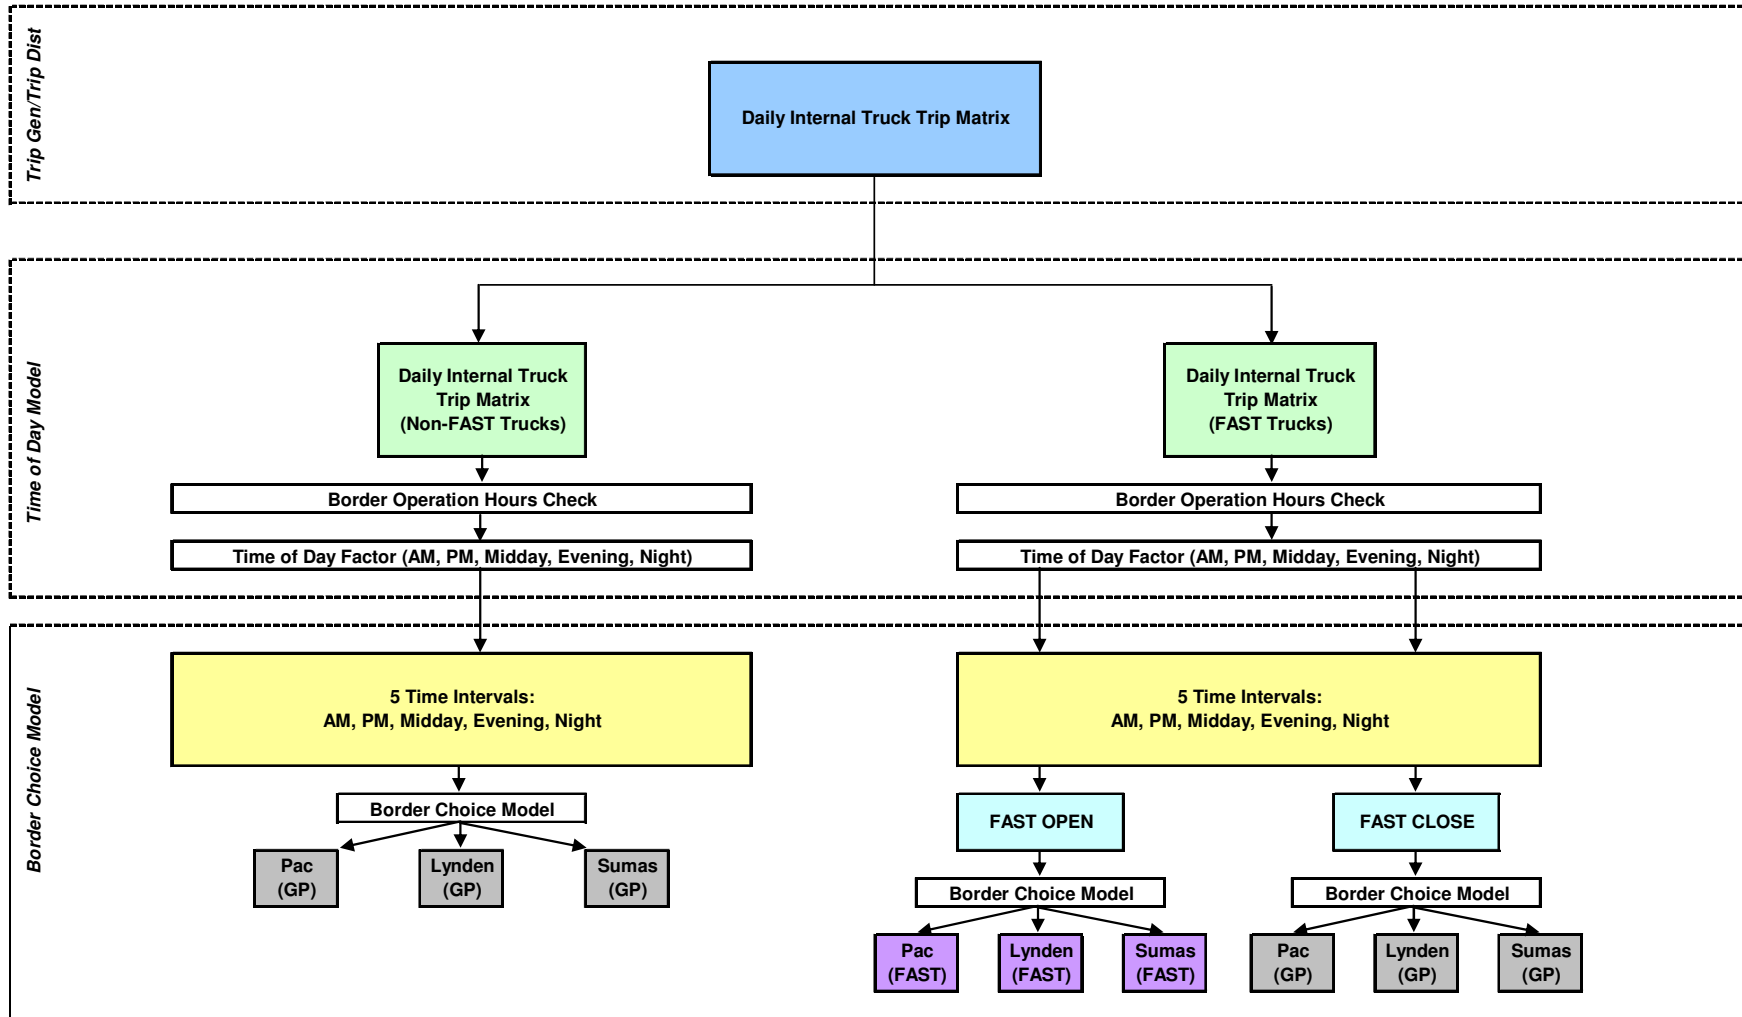 Trip Gen/Trip Dist
Daily Internal Truck Trip Matrix
Time of Day Model
Daily Internal Truck
Trip Matrix
(Non-FAST Trucks)
Daily Internal Truck
Trip Matrix
(FAST Trucks)
Border Operation Hours Check
Border Operation Hours Check
Time of Day Factor (AM, PM, Midday, Evening, Night)
Time of Day Factor (AM, PM, Midday, Evening, Night)
Border Choice Model
5 Time Intervals:
AM, PM, Midday, Evening, Night
5 Time Intervals:
AM, PM, Midday, Evening, Night
Border Choice Model
FAST OPEN
FAST CLOSE
Pac
(GP)
Lynden
(GP)
Sumas
(GP)
Border Choice Model
Border Choice Model
Pac
(FAST)
Lynden
(FAST)
Sumas
(FAST)
Pac
(GP)
Lynden
(GP)
Sumas
(GP)